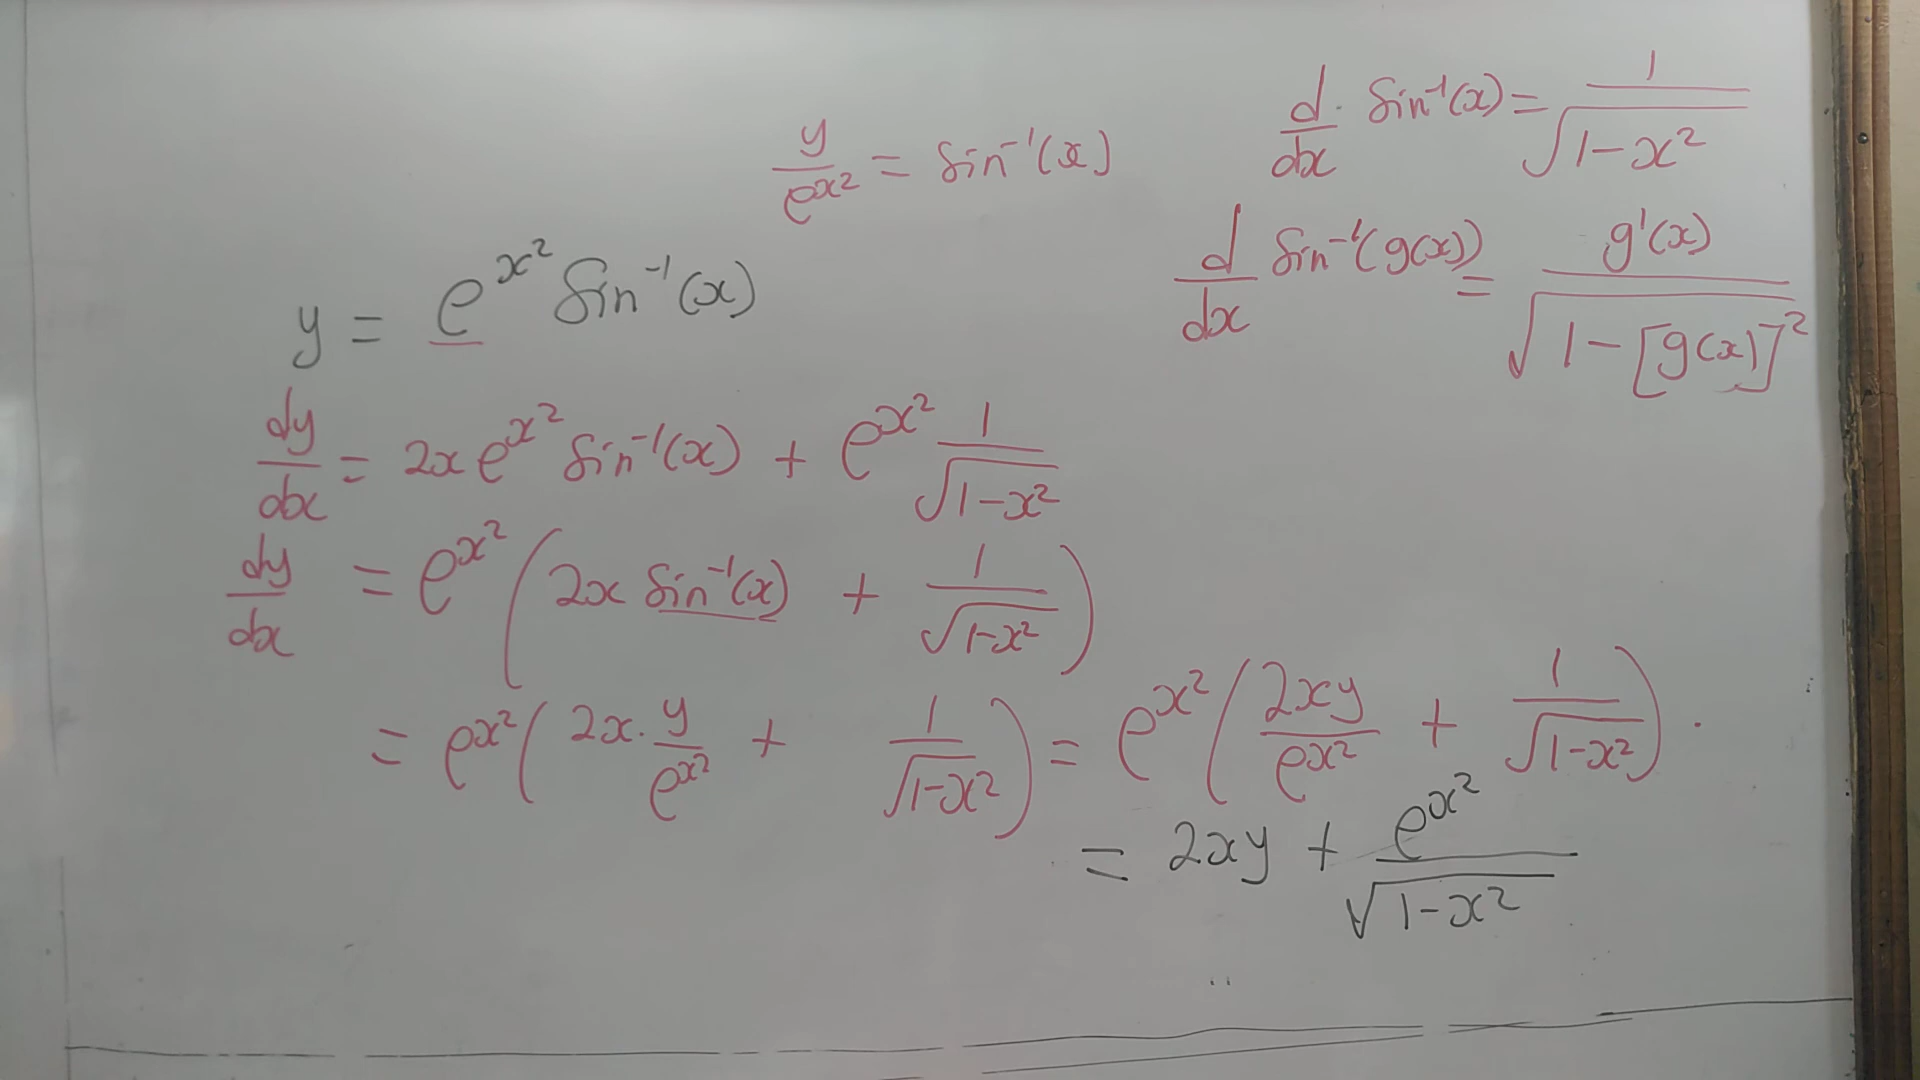 y/e^(x²) = Sin⁻¹(x)
d/dx Sin⁻¹(x) = 1/√(1-x²)
d/dx Sin⁻¹(g(x)) = g'(x)/√(1-[g(x)]²)
y = e^(x²) Sin⁻¹(x)
dy/dx = 2x e^(x²) Sin⁻¹(x) + e^(x²) 1/√(1-x²)
dy/dx = e^(x²) (2x Sin⁻¹(x) + 1/√(1-x²))
= e^(x²) (2x. y/e^(x²) + 1/√(1-x²)) = e^(x²) (2xy/e^(x²) + 1/√(1-x²)).
= 2xy + e^(x²)/√(1-x²)